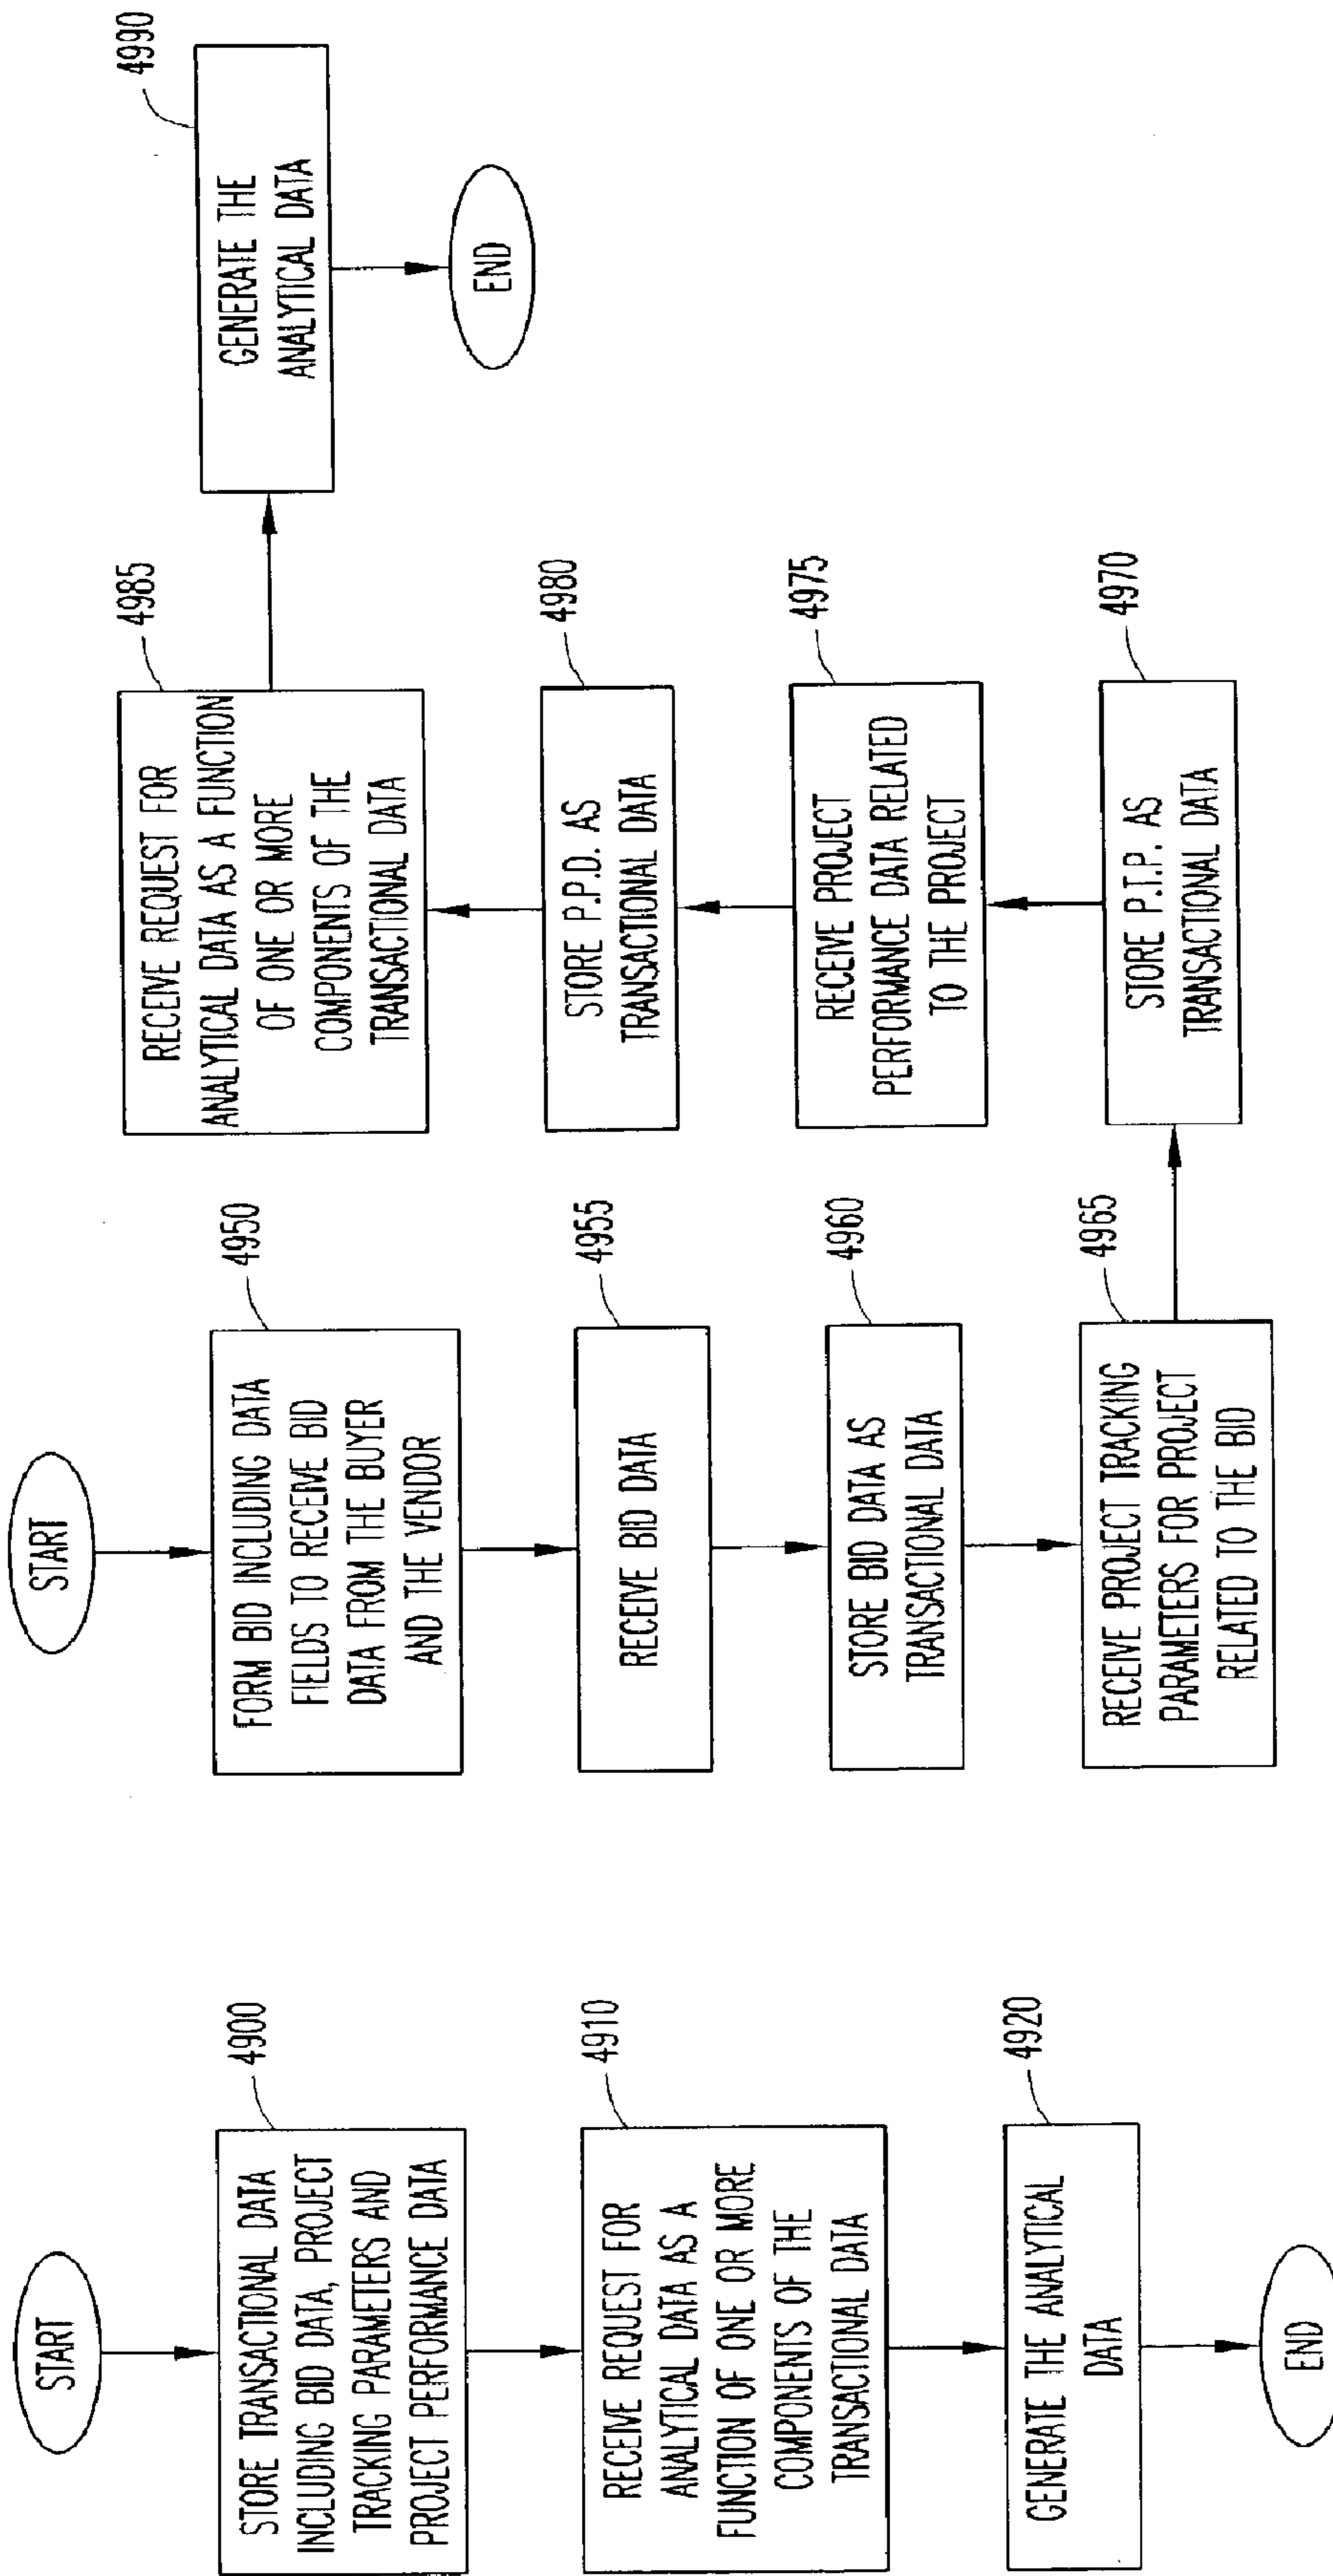 START
4900
STORE TRANSACTIONAL DATA
INCLUDING BID DATA, PROJECT
TRACKING PARAMETERS AND
PROJECT PERFORMANCE DATA
4910
RECEIVE REQUEST FOR
ANALYTICAL DATA AS A
FUNCTION OF ONE OR MORE
COMPONENTS OF THE
TRANSACTIONAL DATA
4920
GENERATE THE ANALYTICAL
DATA
END
START
4950
FORM BID INCLUDING DATA
FIELDS TO RECEIVE BID
DATA FROM THE BUYER
AND THE VENDOR
4955
RECEIVE BID DATA
4960
STORE BID DATA AS
TRANSACTIONAL DATA
4965
RECEIVE PROJECT TRACKING
PARAMETERS FOR PROJECT
RELATED TO THE BID
4970
STORE P.T.P. AS
TRANSACTIONAL DATA
4975
RECEIVE PROJECT
PERFORMANCE DATA RELATED
TO THE PROJECT
4980
STORE P.P.D. AS
TRANSACTIONAL DATA
4985
RECEIVE REQUEST FOR
ANALYTICAL DATA AS A FUNCTION
OF ONE OR MORE
COMPONENTS OF THE
TRANSACTIONAL DATA
4990
GENERATE THE
ANALYTICAL DATA
END